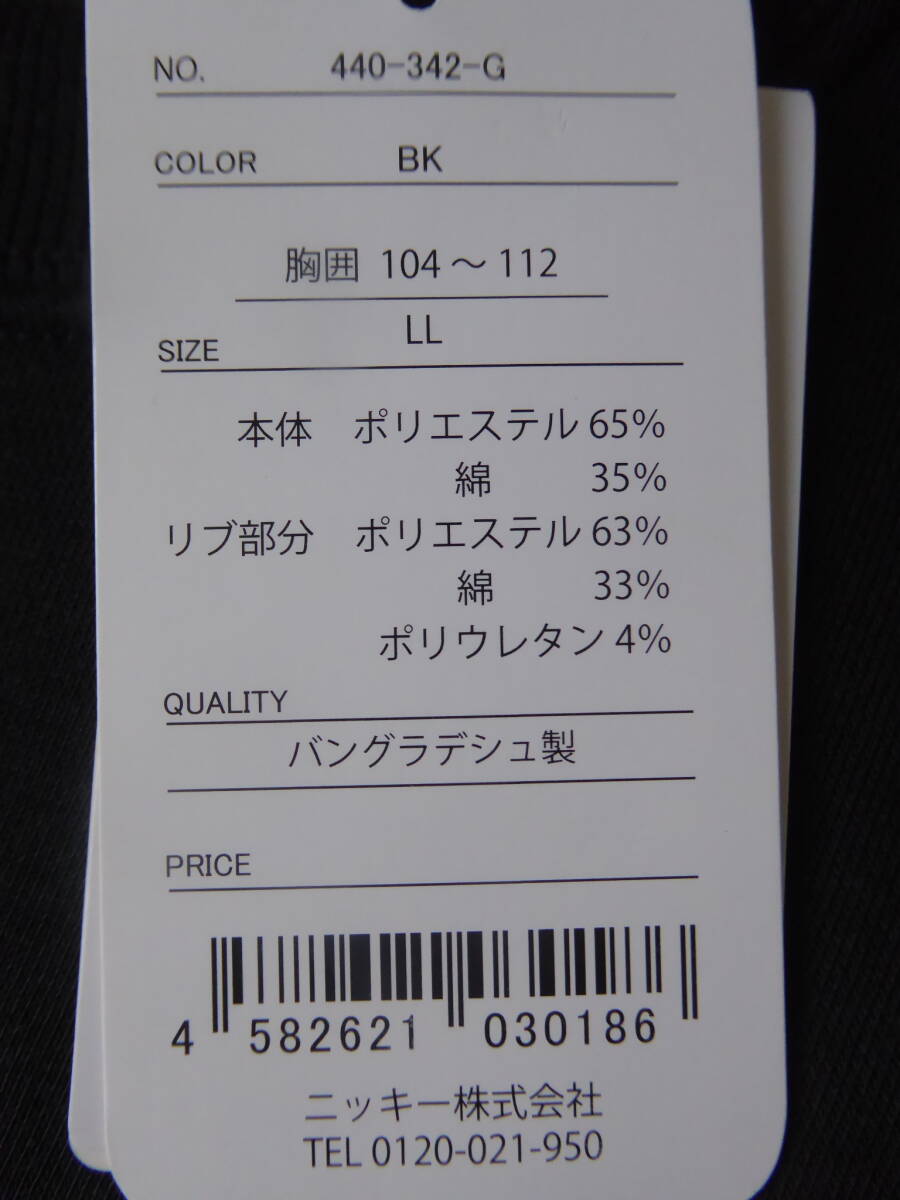 NO. 440-342-G
COLOR BK
胸囲 104～112
SIZE LL
本体 ポリエステル 65%
綿 35%
リブ部分 ポリエステル 63%
綿 33%
ポリウレタン 4%
QUALITY
バングラデシュ製
PRICE
4 582621 030186
ニッキー株式会社
TEL 0120-021-950